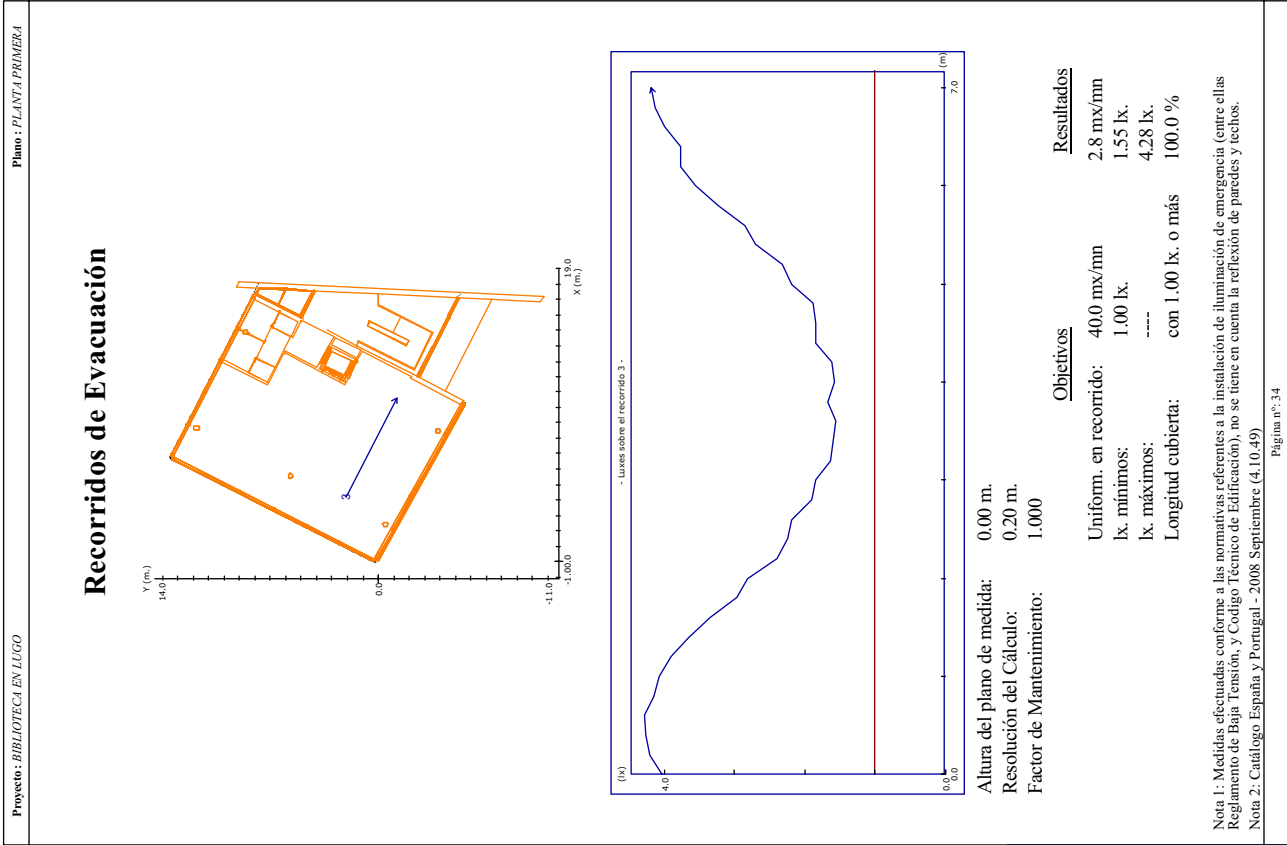 Proyecto: BIBLIOTECA EN LUGO
Plano : PLANTA PRIMERA
Recorridos de Evacuación
Y (m.)
14.0
0.0
-11.0
-1.00.0
19.0
X (m.)
3
- Luxes sobre el recorrido 3 -
(lx)
4.0
0.0
0.0
7.0
(m)
Altura del plano de medida: 0.00 m.
Resolución del Cálculo: 0.20 m.
Factor de Mantenimiento: 1.000
Objetivos Resultados
Uniform. en recorrido: 40.0 mx/mn 2.8 mx/mn
lx. mínimos: 1.00 lx. 1.55 lx.
lx. máximos: ---- 4.28 lx.
Longitud cubierta: con 1.00 lx. o más 100.0 %
Nota 1: Medidas efectuadas conforme a las normativas referentes a la instalación de iluminación de emergencia (entre ellas
Reglamento de Baja Tensión, y Codigo Técnico de Edificación), no se tiene en cuenta la reflexión de paredes y techos.
Nota 2: Catálogo España y Portugal - 2008 Septiembre (4.10.49)
Página nº: 34